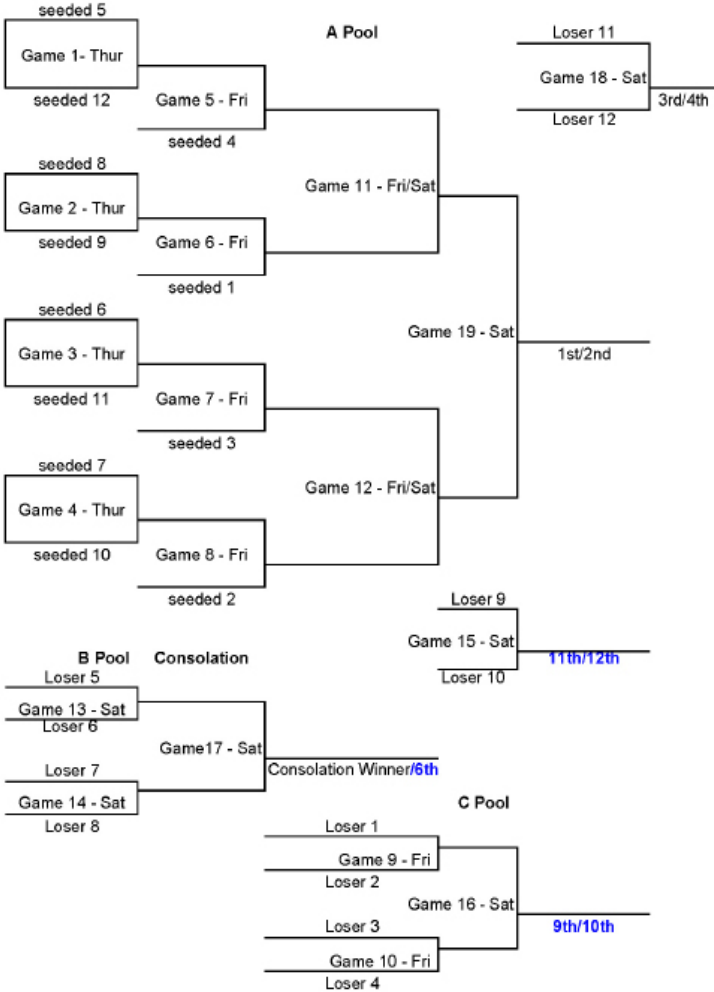 seeded 5
A Pool
Loser 11
Game 1- Thur
Game 18 - Sat
seeded 12
Game 5 - Fri
3rd/4th
Loser 12
seeded 4
seeded 8
Game 11 - Fri/Sat
Game 2 - Thur
seeded 9
Game 6 - Fri
seeded 1
seeded 6
Game 19 - Sat
Game 3 - Thur
1st/2nd
seeded 11
Game 7 - Fri
seeded 3
seeded 7
Game 12 - Fri/Sat
Game 4 - Thur
seeded 10
Game 8 - Fri
seeded 2
Loser 9
Game 15 - Sat
B Pool Consolation
11th/12th
Loser 5
Loser 10
Game 13 - Sat
Loser 6
Game17 - Sat
Loser 7
Consolation Winner/6th
Game 14 - Sat
C Pool
Loser 8
Loser 1
Game 9 - Fri
Loser 2
Game 16 - Sat
Loser 3
9th/10th
Game 10 - Fri
Loser 4